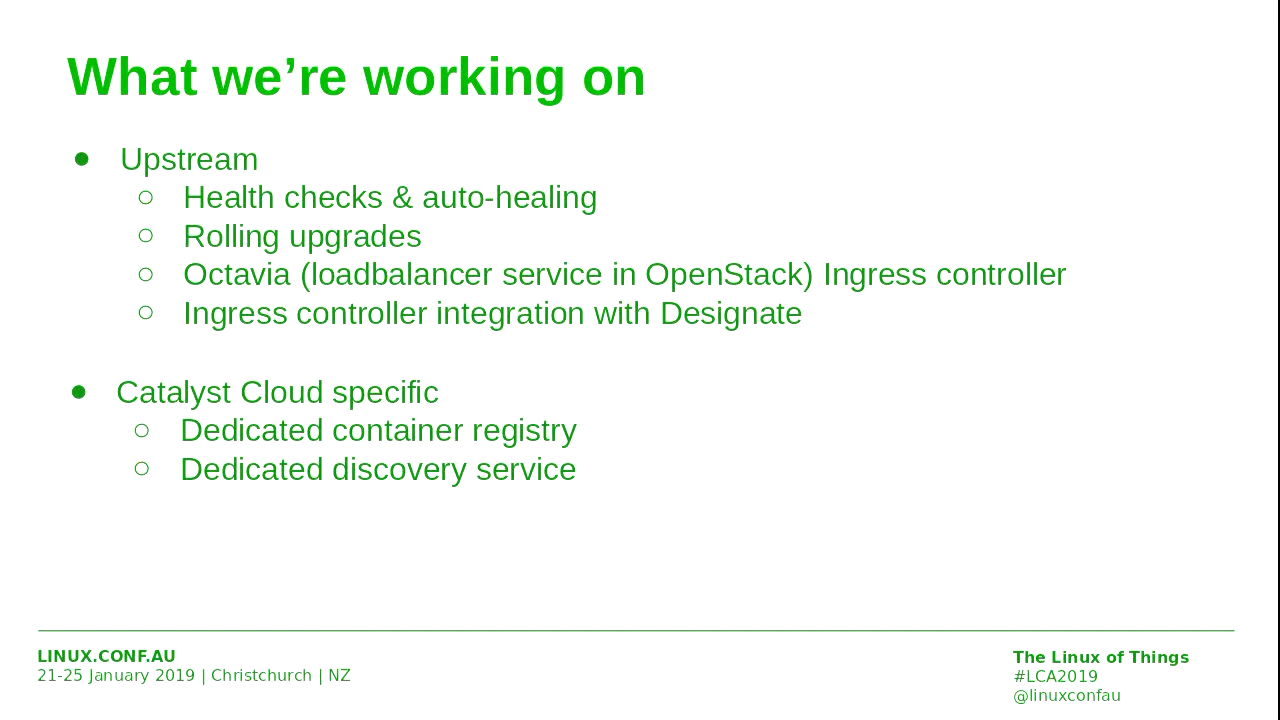 What we’re working on
● Upstream
○ Health checks & auto-healing
○ Rolling upgrades
○ Octavia (loadbalancer service in OpenStack) Ingress controller
○ Ingress controller integration with Designate
● Catalyst Cloud specific
○ Dedicated container registry
○ Dedicated discovery service
LINUX.CONF.AU
21-25 January 2019 | Christchurch | NZ
The Linux of Things
#LCA2019
@linuxconfau